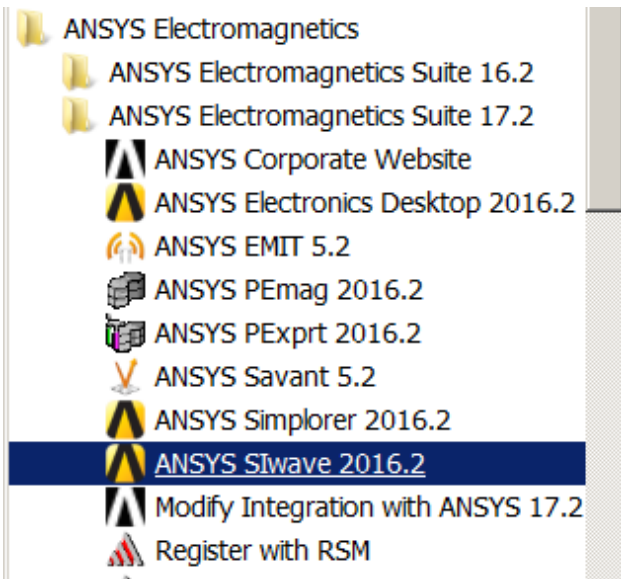 ANSYS Electromagnetics
ANSYS Electromagnetics Suite 16.2
ANSYS Electromagnetics Suite 17.2
ANSYS Corporate Website
ANSYS Electronics Desktop 2016.2
ANSYS EMIT 5.2
ANSYS PEmag 2016.2
ANSYS PExprt 2016.2
ANSYS Savant 5.2
ANSYS Simplorer 2016.2
ANSYS SIwave 2016.2
Modify Integration with ANSYS 17.2
Register with RSM